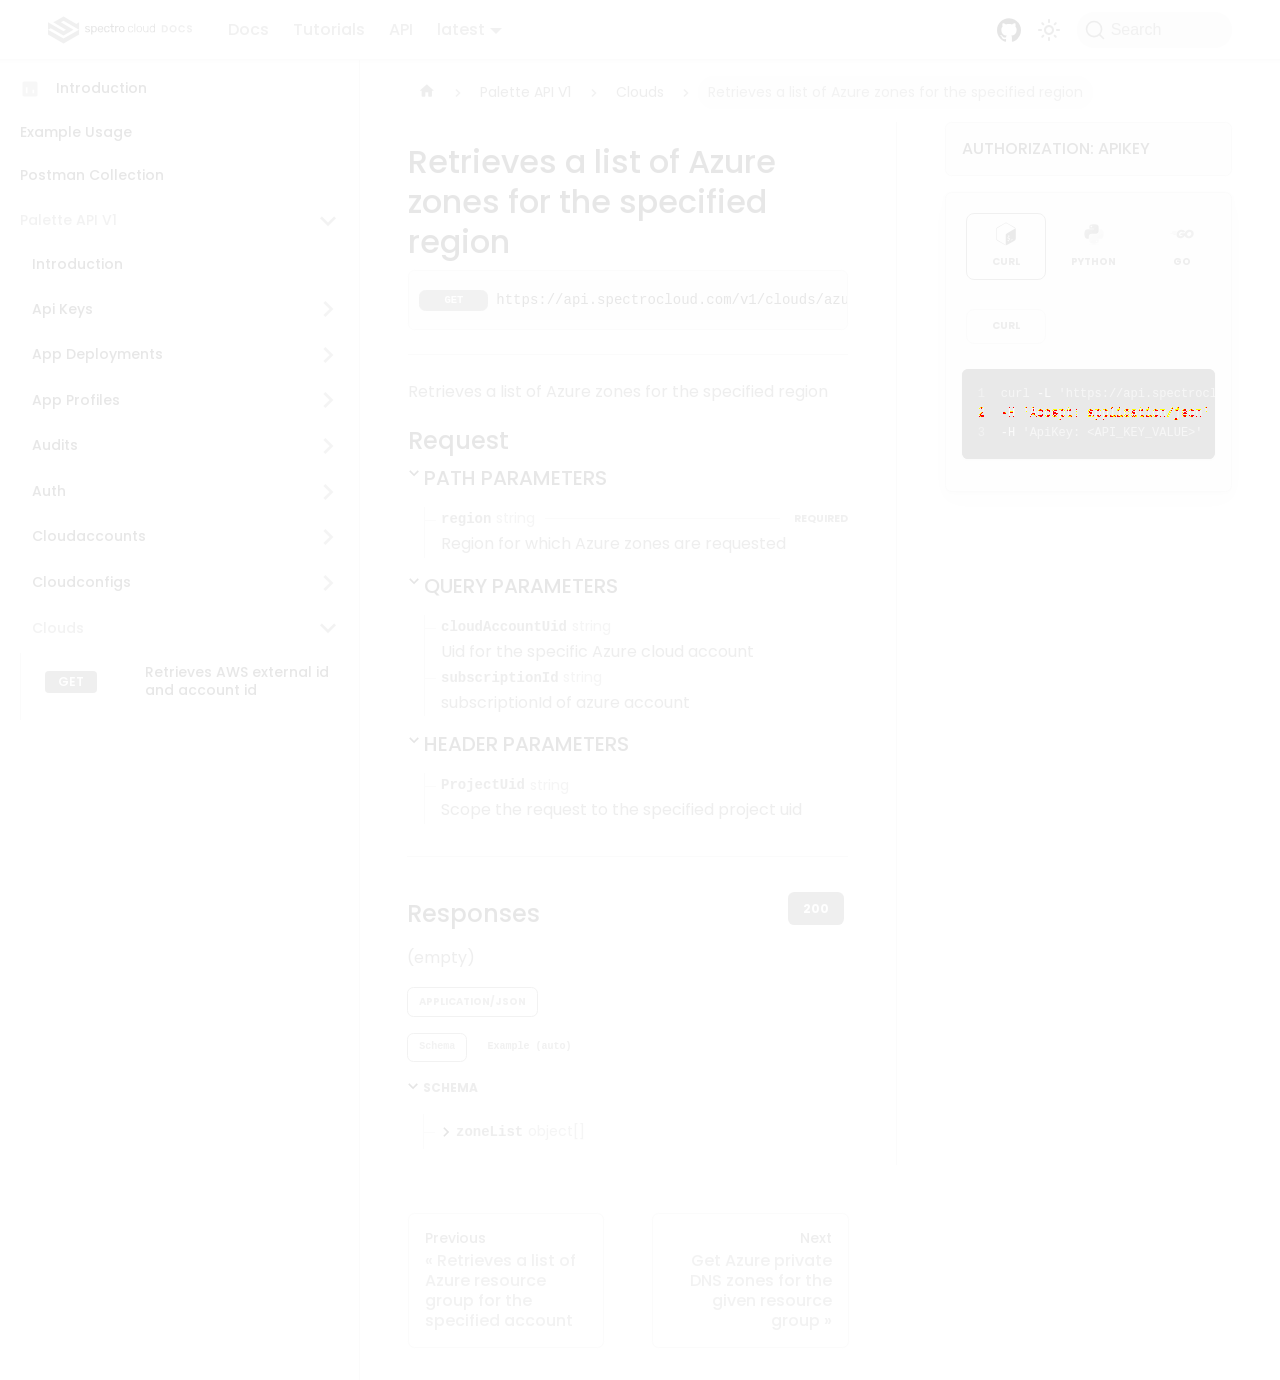 spectro cloud DOCS
Docs
Tutorials
API
latest
Search
Introduction
Example Usage
Postman Collection
Palette API V1
Introduction
Api Keys
App Deployments
App Profiles
Audits
Auth
Cloudaccounts
Cloudconfigs
Clouds
GET
Retrieves AWS external id
and account id
Palette API V1
Clouds
Retrieves a list of Azure zones for the specified region
Retrieves a list of Azure
zones for the specified
region
GET https://api.spectrocloud.com/v1/clouds/azu
Retrieves a list of Azure zones for the specified region
Request
PATH PARAMETERS
region string REQUIRED
Region for which Azure zones are requested
QUERY PARAMETERS
cloudAccountUid string
Uid for the specific Azure cloud account
subscriptionId string
subscriptionId of azure account
HEADER PARAMETERS
ProjectUid string
Scope the request to the specified project uid
Responses
200
(empty)
APPLICATION/JSON
Schema
Example (auto)
SCHEMA
zoneList object[]
Previous
« Retrieves a list of
Azure resource
group for the
specified account
Next
Get Azure private
DNS zones for the
given resource
group »
AUTHORIZATION: APIKEY
CURL
PYTHON
GO
GO
CURL
1 curl -L 'https://api.spectrocl
2 -H 'Accept: application/json'
3 -H 'ApiKey: <API_KEY_VALUE>'